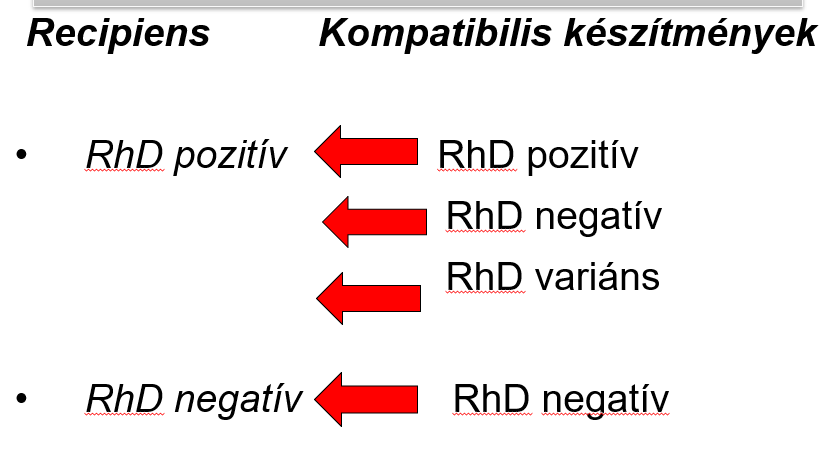 Recipiens Kompatibilis készítmények
• RhD pozitív RhD pozitív
RhD negatív
RhD variáns
• RhD negatív RhD negatív